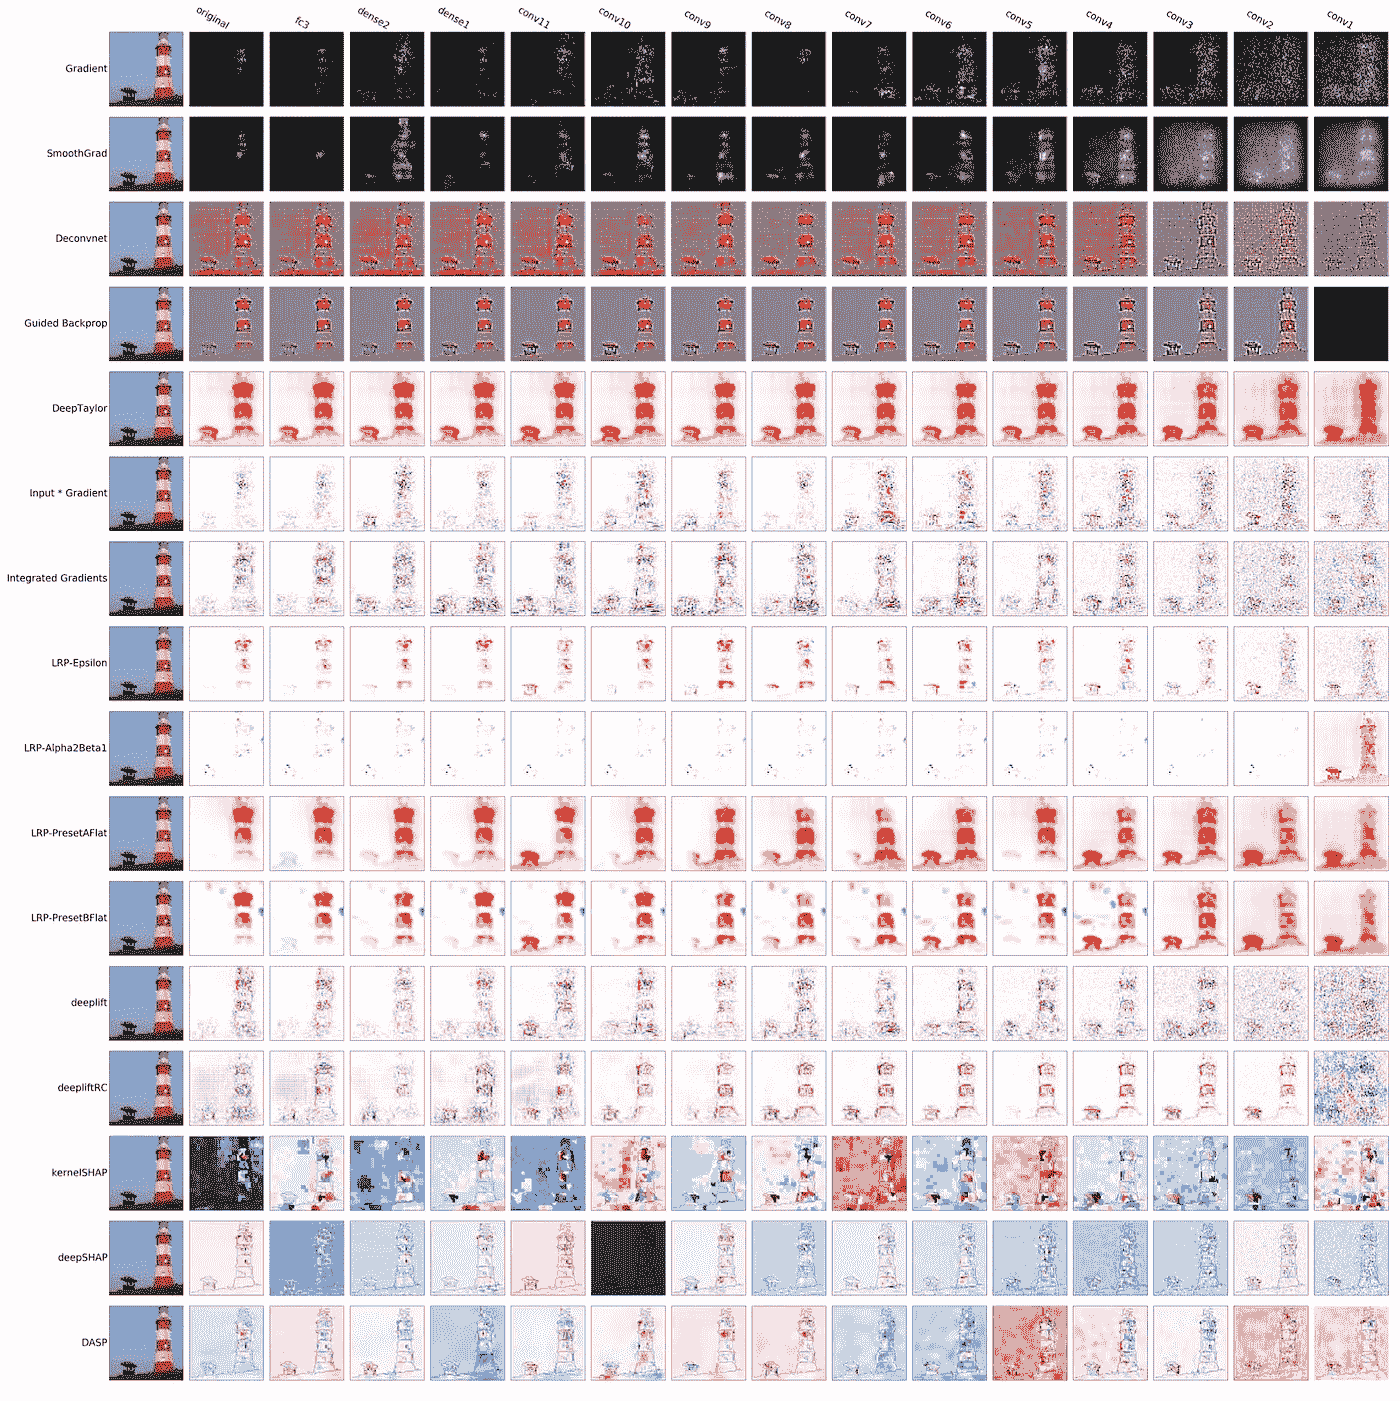 original fc3 dense2 dense1 conv11 conv10 conv9 conv8 conv7 conv6 conv5 conv4 conv3 conv2 conv1
Gradient
SmoothGrad
Deconvnet
Guided Backprop
DeepTaylor
Input * Gradient
Integrated Gradients
LRP-Epsilon
LRP-Alpha2Beta1
LRP-PresetAFlat
LRP-PresetBFlat
deeplift
deepliftRC
kernelSHAP
deepSHAP
DASP